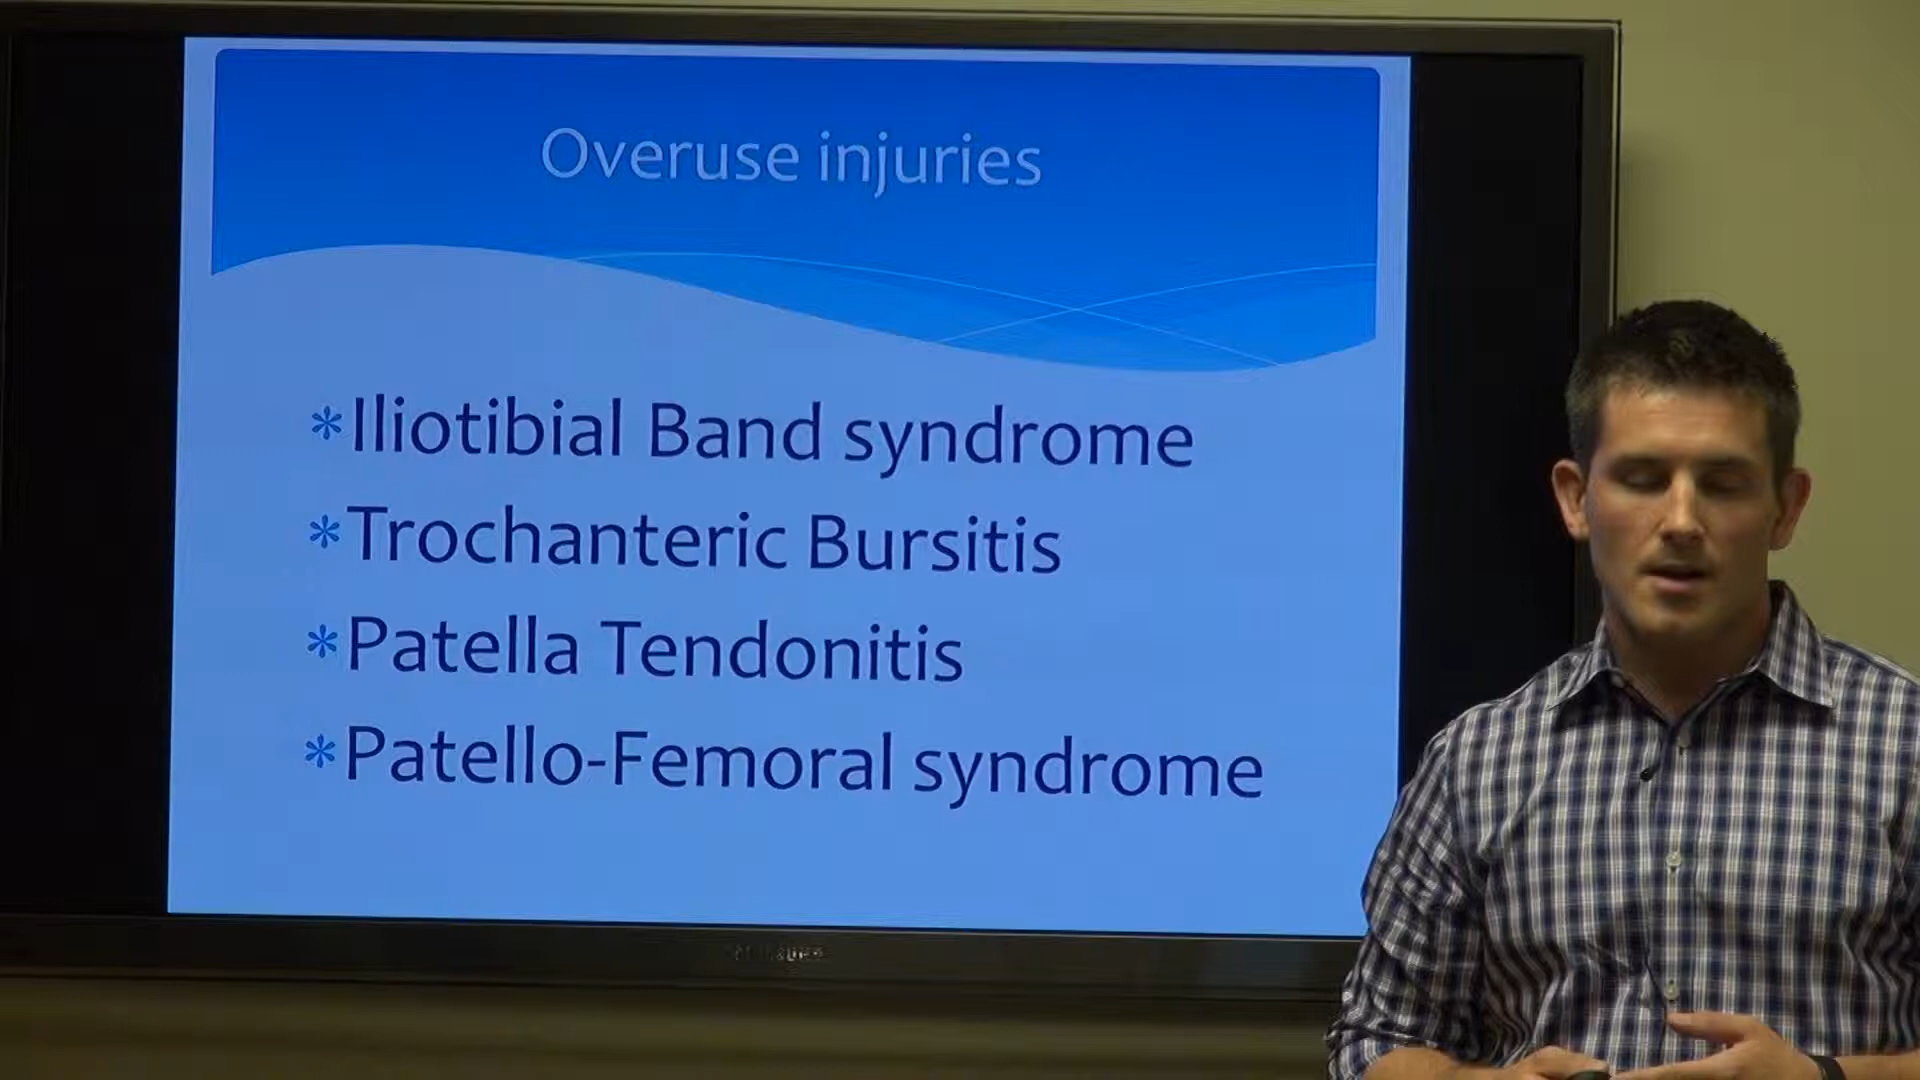 Overuse injuries
*Iliotibial Band syndrome
*Trochanteric Bursitis
*Patella Tendonitis
*Patello-Femoral syndrome